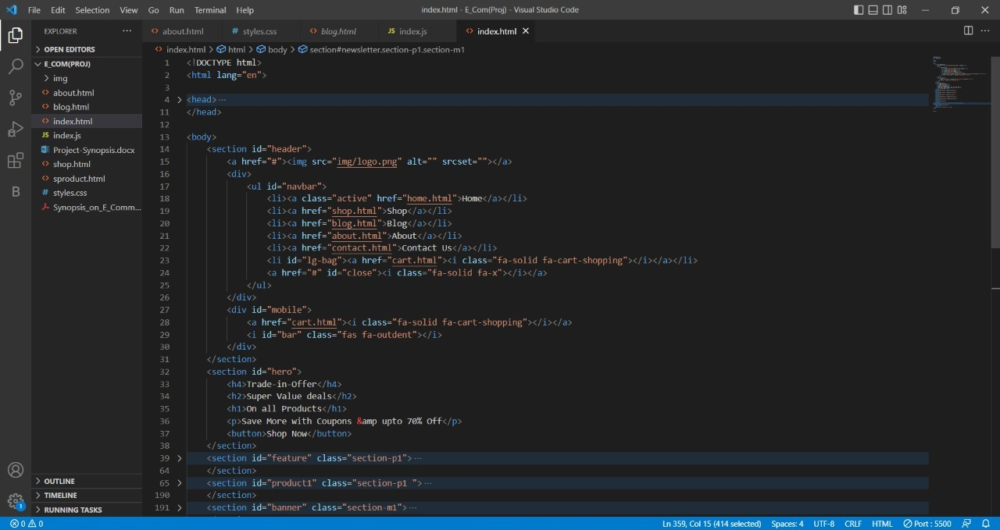 File Edit Selection View Go Run Terminal Help index.html - E_Com(Proj) - Visual Studio Code
EXPLORER ···
OPEN EDITORS
E_COM(PROJ)
img
about.html
blog.html
index.html
JS index.js
Project-Synopsis.docx
shop.html
sproduct.html
# styles.css
Synopsis_on_E_Comm...
B
1
OUTLINE
TIMELINE
RUNNING TASKS
about.html # styles.css blog.html JS index.js index.html
index.html > html > body > section#newsletter.section-p1.section-m1
1 <!DOCTYPE html>
2 <html lang="en">
3
4 <head>···
11 </head>
12
13 <body>
14 <section id="header">
15 <a href="#"><img src="img/logo.png" alt="" srcset=""></a>
16 <div>
17 <ul id="navbar">
18 <li><a class="active" href="home.html">Home</a></li>
19 <li><a href="shop.html">Shop</a></li>
20 <li><a href="blog.html">Blog</a></li>
21 <li><a href="about.html">About</a></li>
22 <li><a href="contact.html">Contact Us</a></li>
23 <li id="lg-bag"><a href="cart.html"><i class="fa-solid fa-cart-shopping"></i></a></li>
24 <a href="#" id="close"><i class="fa-solid fa-x"></i></a>
25 </ul>
26 </div>
27 <div id="mobile">
28 <a href="cart.html"><i class="fa-solid fa-cart-shopping"></i></a>
29 <i id="bar" class="fas fa-outdent"></i>
30 </div>
31 </section>
32 <section id="hero">
33 <h4>Trade-in-Offer</h4>
34 <h2>Super Value deals</h2>
35 <h1>On all Products</h1>
36 <p>Save More with Coupons &amp upto 70% Off</p>
37 <button>Shop Now</button>
38 </section>
39 <section id="feature" class="section-p1">···
64 </section>
65 <section id="product1" class="section-p1 ">···
190 </section>
191 <section id="banner" class="section-m1">···
0 0 Ln 359, Col 15 (414 selected) Spaces: 4 UTF-8 CRLF HTML Port : 5500